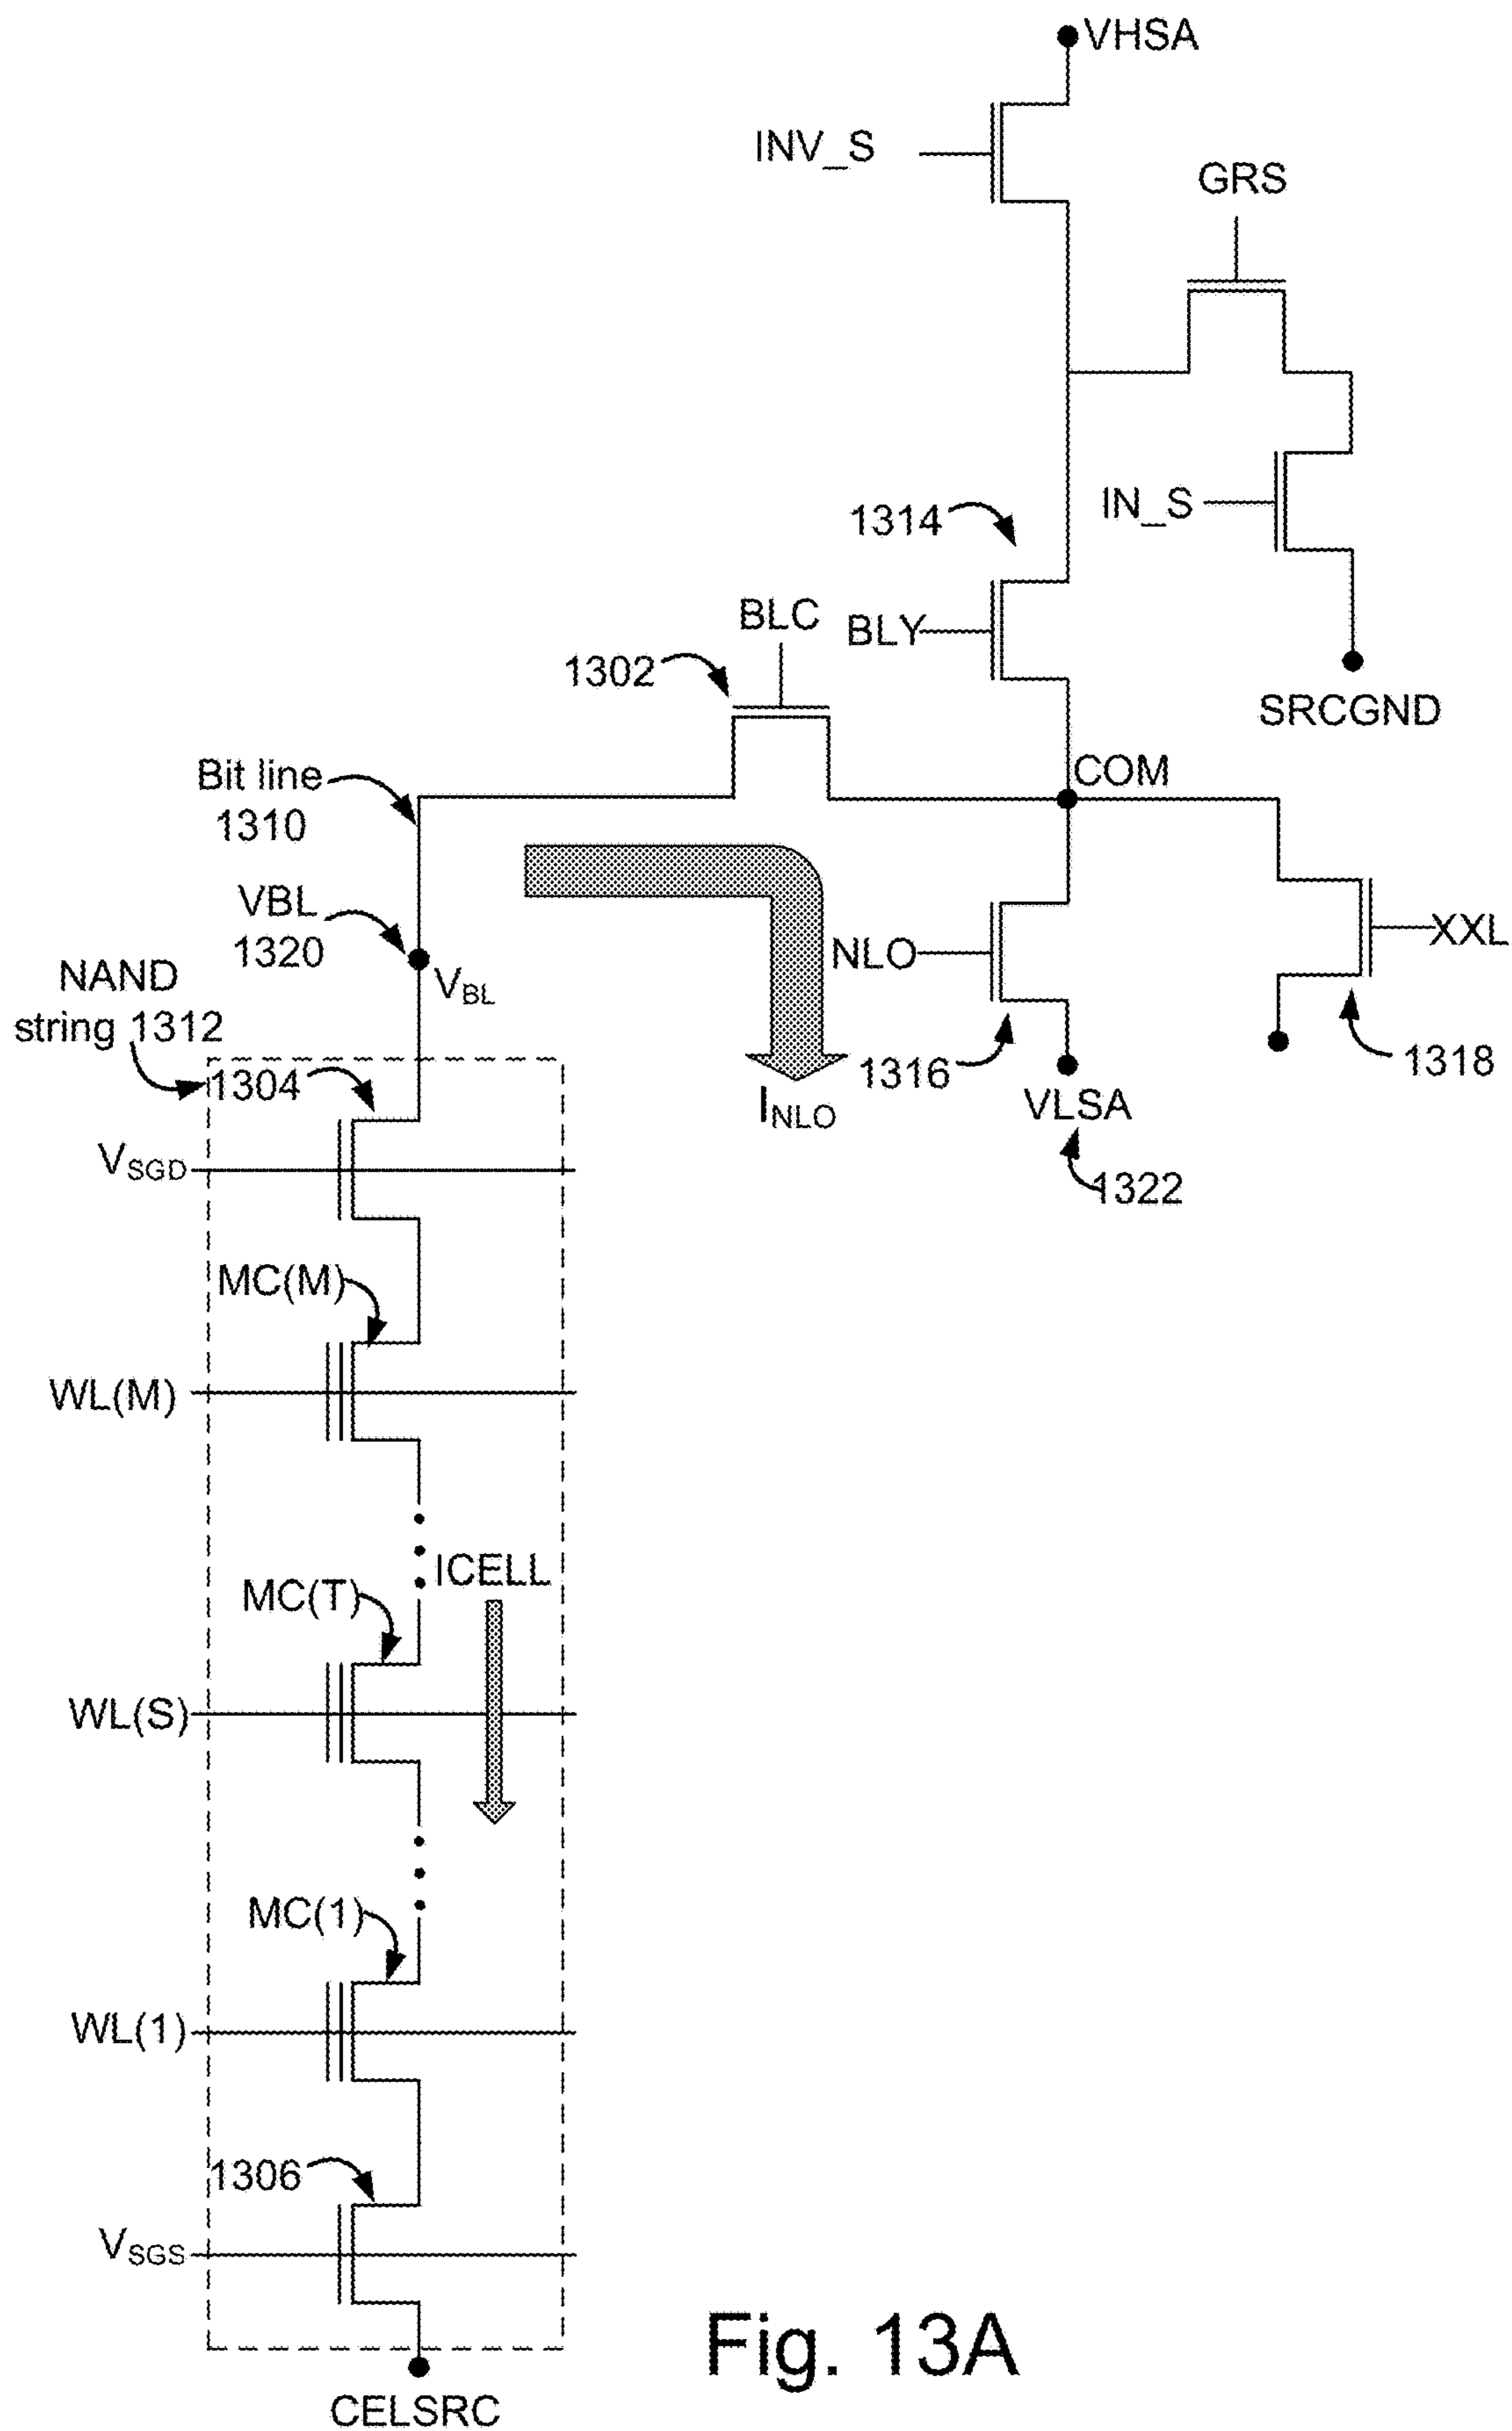 VHSA
INV_S
GRS
IN_S
1314
BLC
BLY
1302
SRCGND
COM
Bit line
1310
VBL
1320
NLO
XXL
V_BL
NAND
string 1312
1304
1316
1318
I_NLO
VLSA
1322
V_SGD
MC(M)
WL(M)
ICELL
MC(T)
WL(S)
MC(1)
WL(1)
1306
V_SGS
Fig. 13A
CELSRC